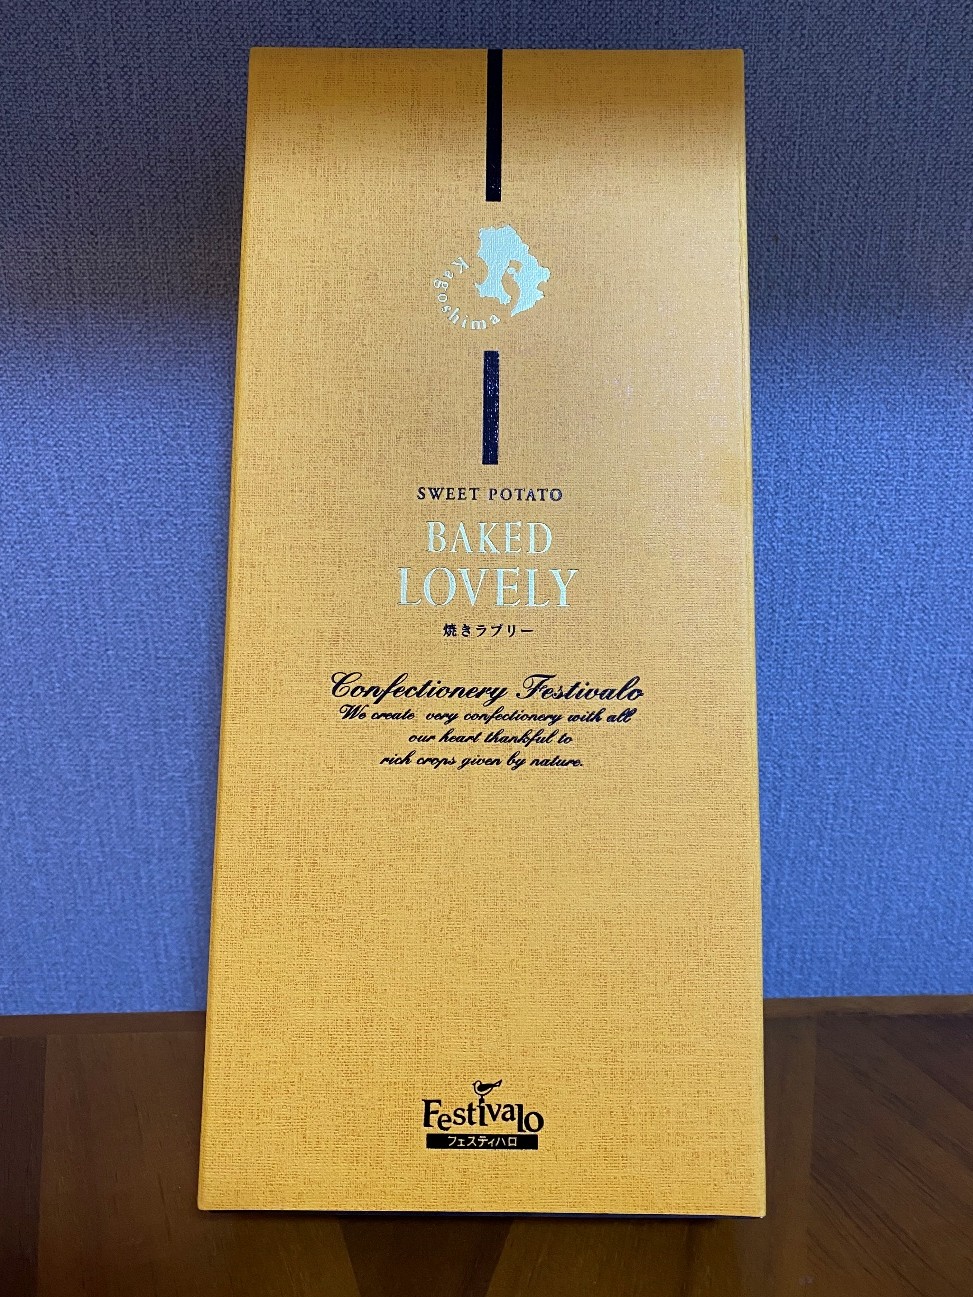 Kagoshima
SWEET POTATO
BAKED
LOVELY
焼きラブリー
Confectionery Festivalo
We create very confectionery with all
our heart thankful to
rich crops given by nature.
Festivalo
フェスティバロ